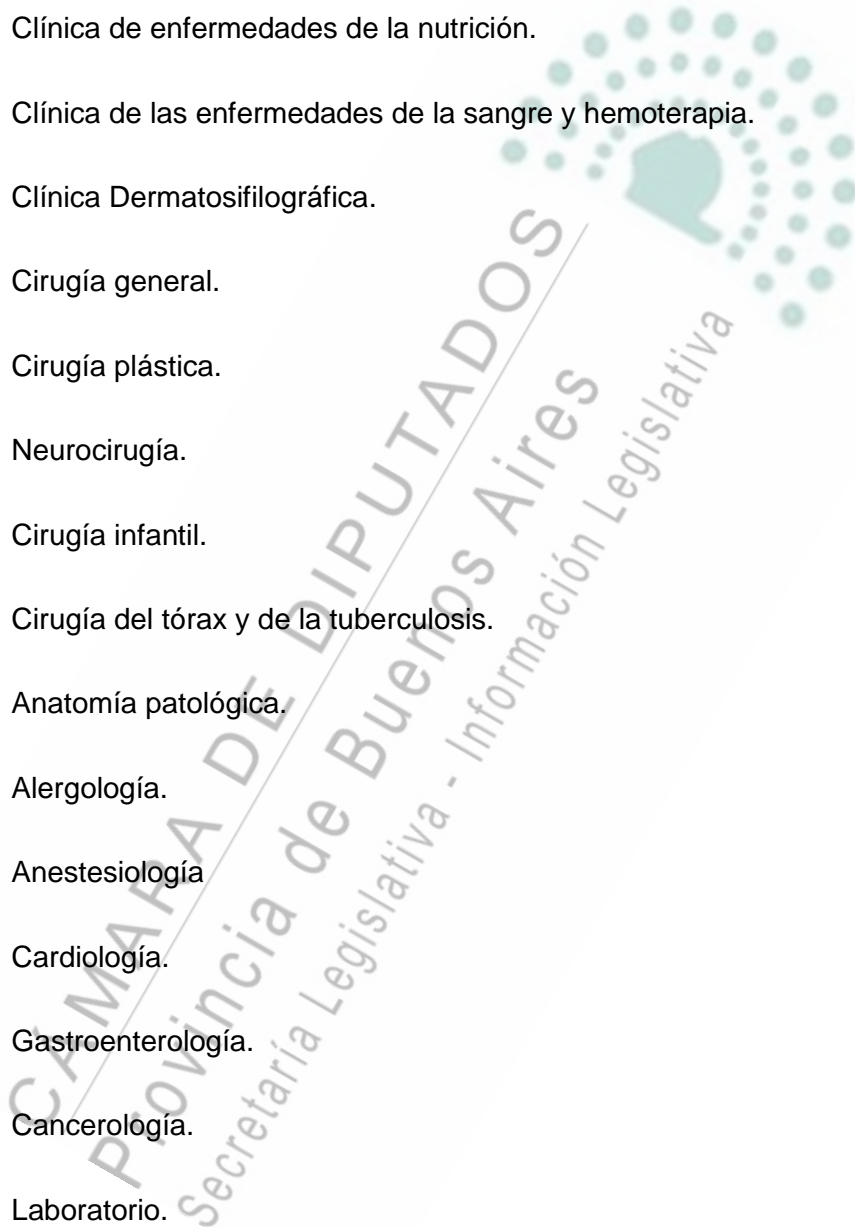 Clínica de enfermedades de la nutrición.
Clínica de las enfermedades de la sangre y hemoterapia.
Clínica Dermatosifilográfica.
Cirugía general.
Cirugía plástica.
Neurocirugía.
Cirugía infantil.
Cirugía del tórax y de la tuberculosis.
Anatomía patológica.
Alergología.
Anestesiología
Cardiología.
Gastroenterología.
Cancerología.
Laboratorio.
CÁMARA DE DIPUTADOS
Provincia de Buenos Aires
Secretaría Legislativa - Información Legislativa